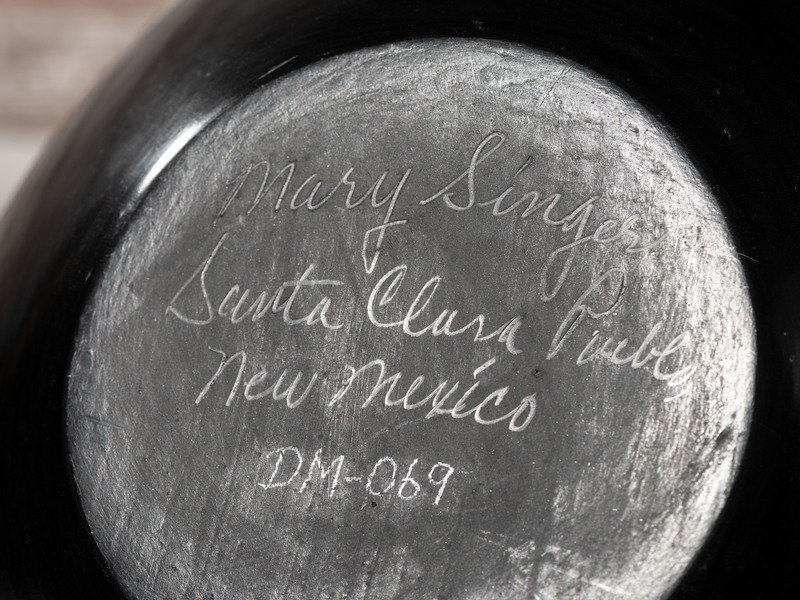 Mary Singer
Santa Clara Pueblo
New Mexico
DM-069